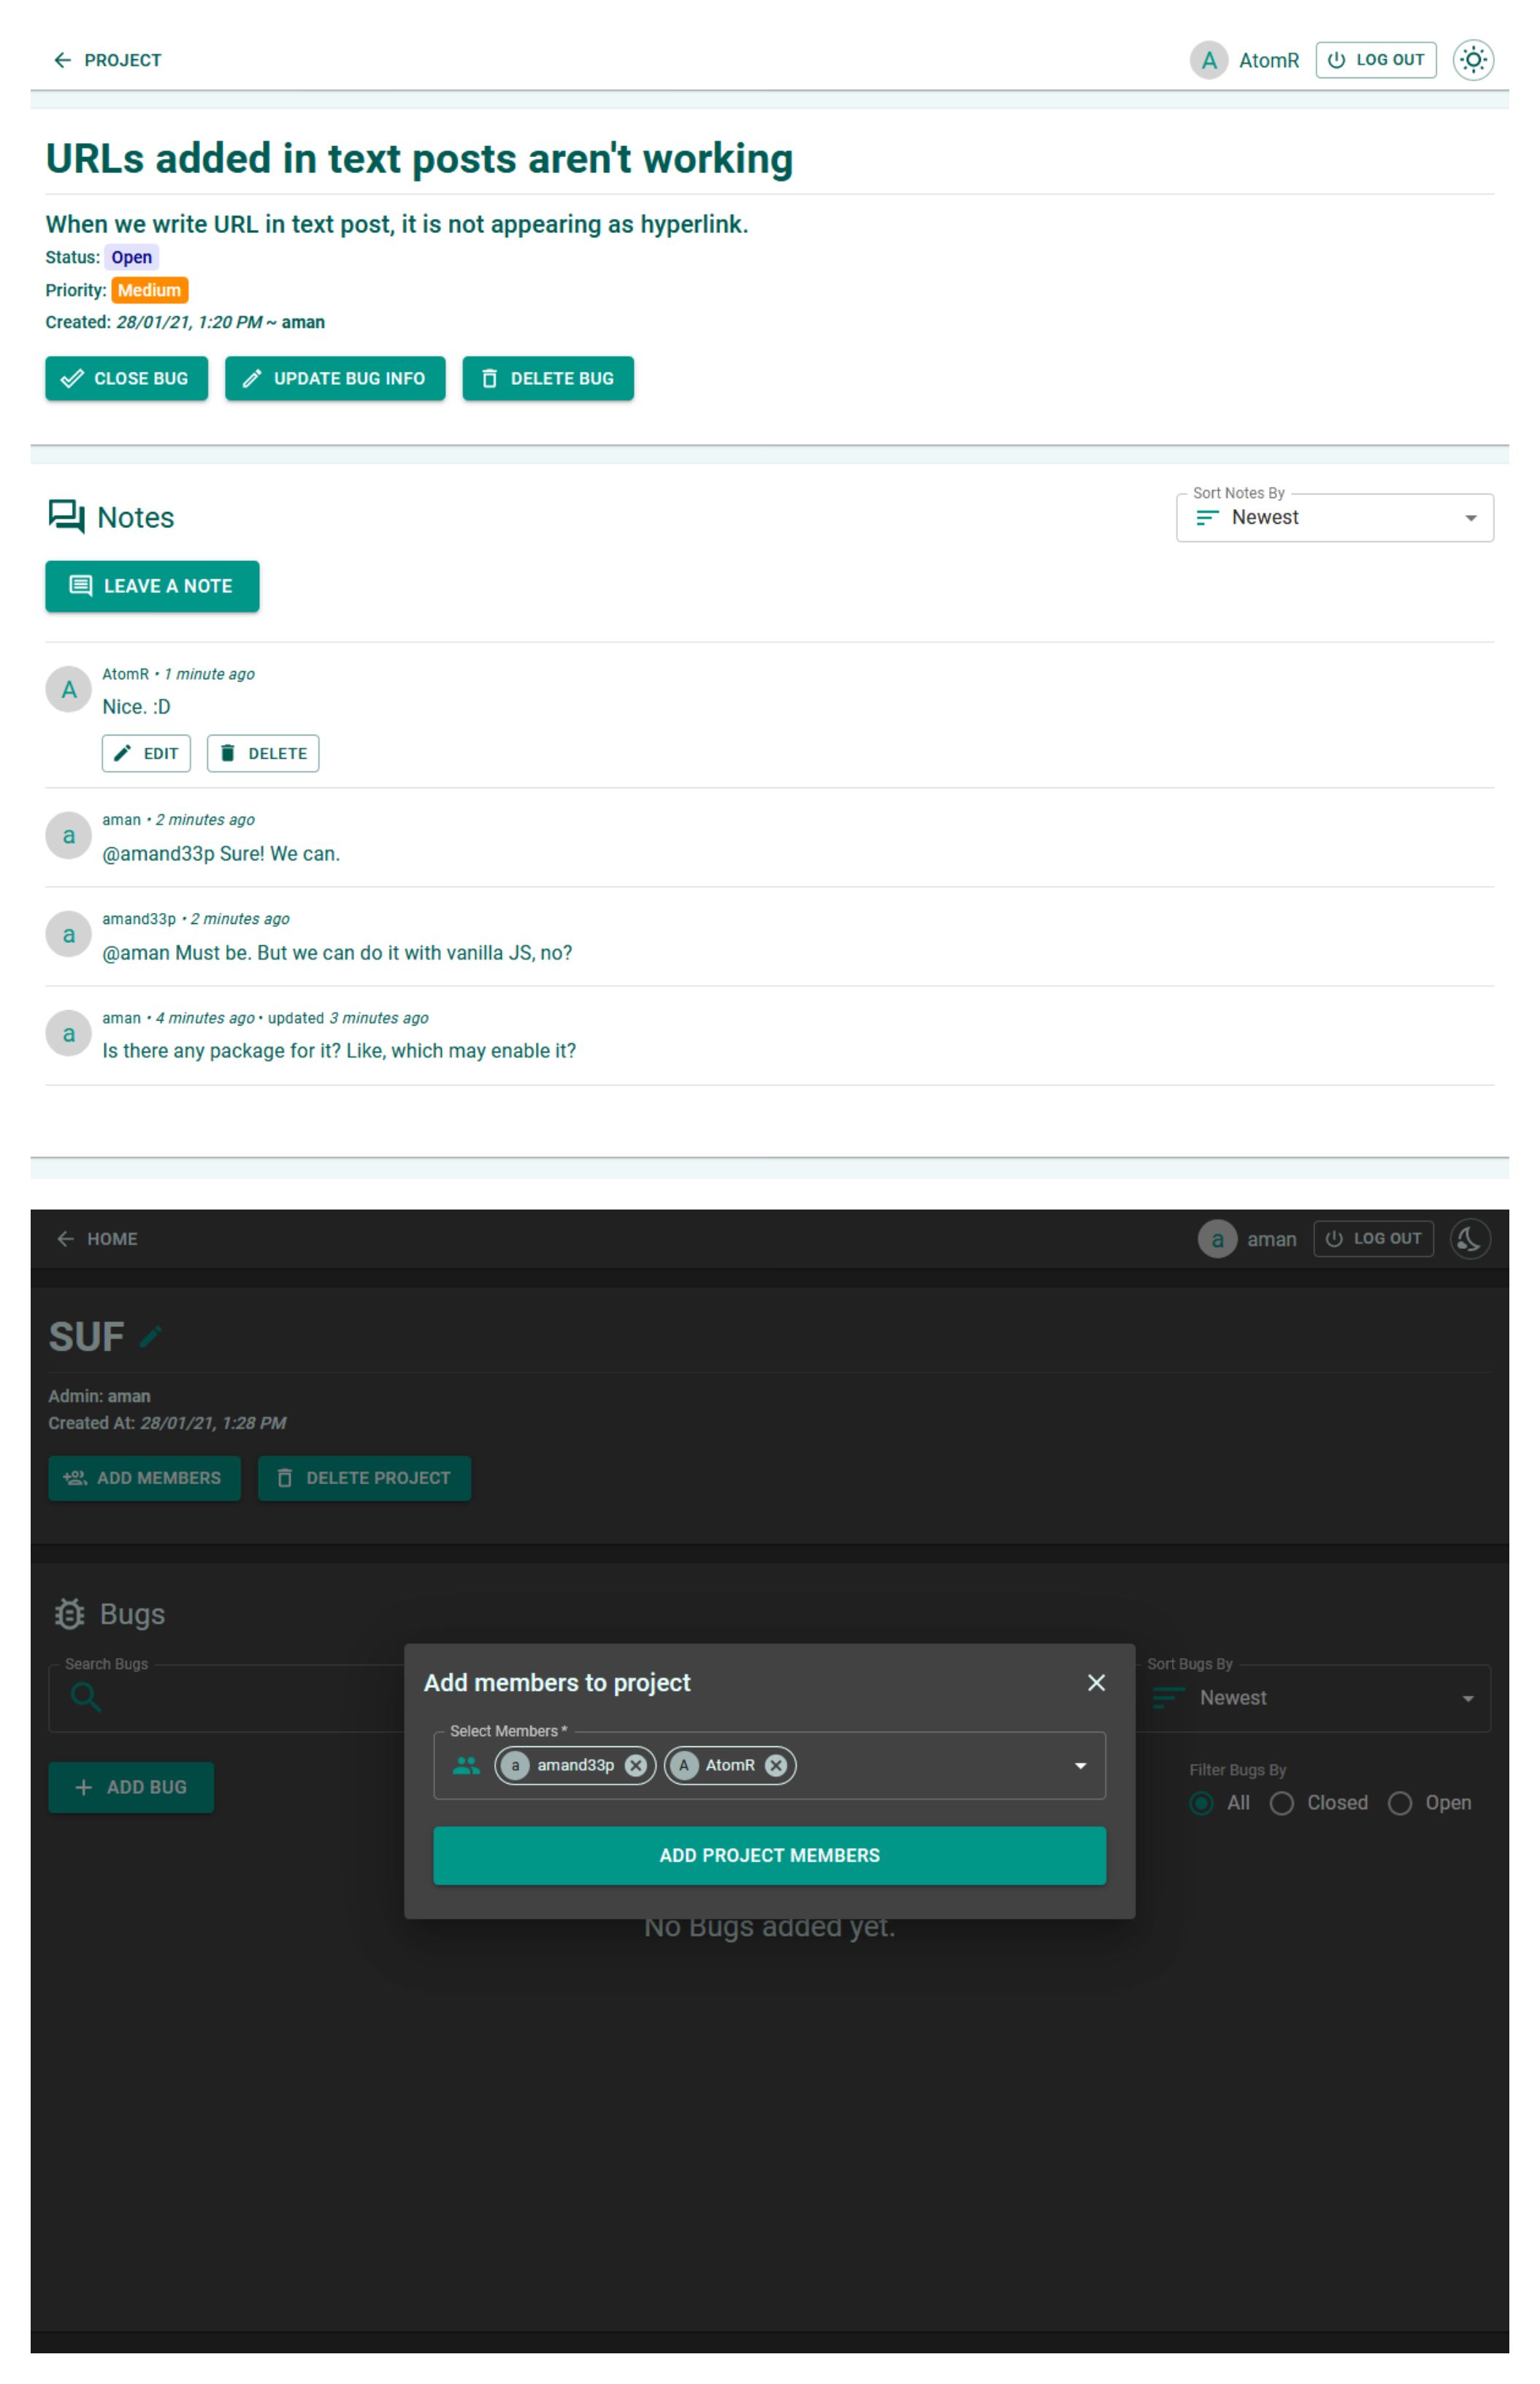 PROJECT
A AtomR LOG OUT
URLs added in text posts aren't working
When we write URL in text post, it is not appearing as hyperlink.
Status: Open
Priority: Medium
Created: 28/01/21, 1:20 PM ~ aman
CLOSE BUG UPDATE BUG INFO DELETE BUG
Notes
Sort Notes By
Newest
LEAVE A NOTE
A
AtomR • 1 minute ago
Nice. :D
EDIT DELETE
a
aman • 2 minutes ago
@amand33p Sure! We can.
a
amand33p • 2 minutes ago
@aman Must be. But we can do it with vanilla JS, no?
a
aman • 4 minutes ago • updated 3 minutes ago
Is there any package for it? Like, which may enable it?
HOME
a aman LOG OUT
SUF
Admin: aman
Created At: 28/01/21, 1:28 PM
ADD MEMBERS DELETE PROJECT
Bugs
Search Bugs
Sort Bugs By
Newest
ADD BUG
Filter Bugs By
All Closed Open
Add members to project
Select Members *
a amand33p A AtomR
ADD PROJECT MEMBERS
No Bugs added yet.